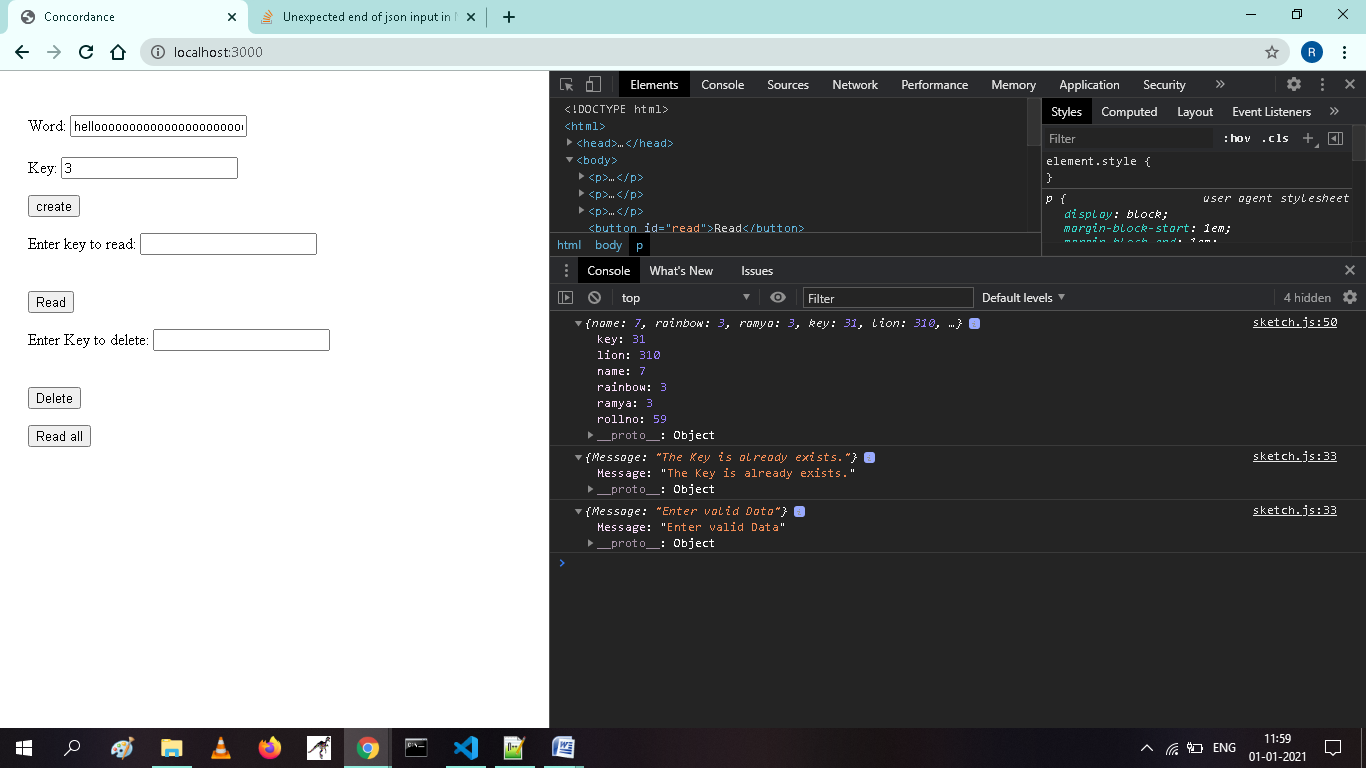 Concordance
Unexpected end of json input in
localhost:3000
R
Word: hellooooooooooooooooooooo
Key: 3
create
Enter key to read:
Read
Enter Key to delete:
Delete
Read all
Elements Console Sources Network Performance Memory Application Security »
<!DOCTYPE html>
<html>
<head>…</head>
<body>
<p>…</p>
<p>…</p>
<p>…</p>
<button id="read">Read</button>
html body p
Styles Computed Layout Event Listeners »
Filter :hov .cls +
element.style {
}
p { user agent stylesheet
display: block;
margin-block-start: 1em;
margin-block-end: 1em;
Console What's New Issues
top Filter Default levels 4 hidden
{name: 7, rainbow: 3, ramya: 3, key: 31, lion: 310, …} sketch.js:50
key: 31
lion: 310
name: 7
rainbow: 3
ramya: 3
rollno: 59
__proto__: Object
{Message: "The Key is already exists."} sketch.js:33
Message: "The Key is already exists."
__proto__: Object
{Message: "Enter valid Data"} sketch.js:33
Message: "Enter valid Data"
__proto__: Object
ENG
11:59
01-01-2021